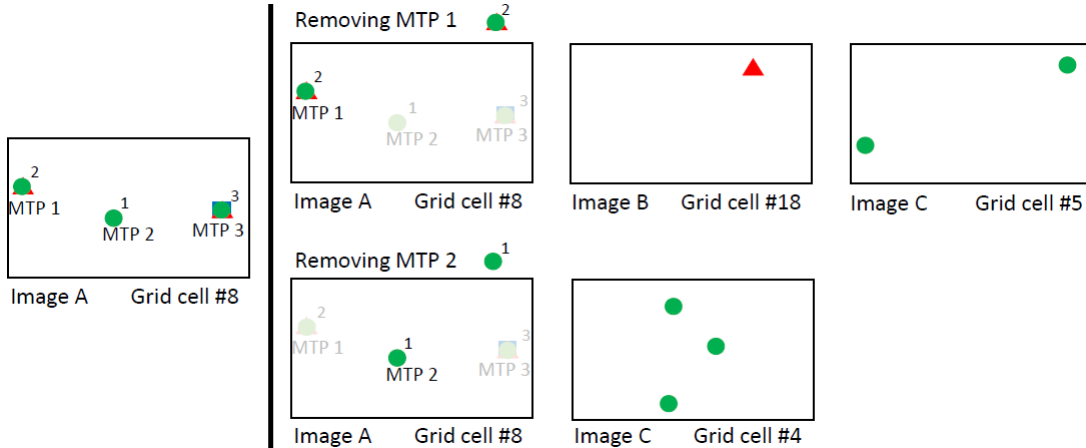 2
MTP 1
1
MTP 2
3
MTP 3
Image A Grid cell #8
Removing MTP 1 2
2
MTP 1
1
MTP 2
3
MTP 3
Image A Grid cell #8
Image B Grid cell #18
Image C Grid cell #5
Removing MTP 2 1
2
MTP 1
1
MTP 2
3
MTP 3
Image A Grid cell #8
Image C Grid cell #4